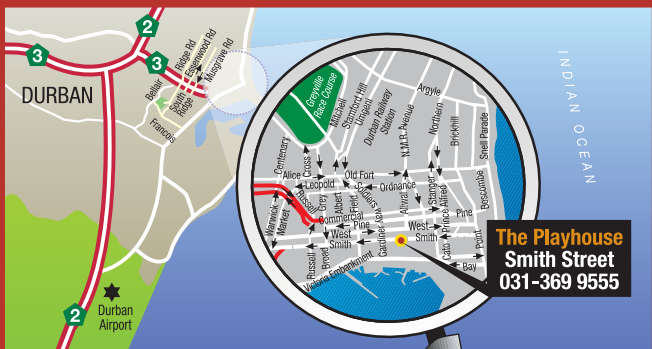 2
3
3
Ridge Rd
Essenwood Rd
Musgrave Rd
DURBAN
Bellair
South
Ridge
Francois
2
Durban
Airport
INDIAN OCEAN
Greyville
Race Course
Mitchell
Stamford Hill
Umgeni
Durban Railway
Station
Argyle
N.M.R. Avenue
Northern
Brickhill
Snell Parade
Centenary
Cross
Alice
Old Fort
Leopold
Ordnance
Russell
Grey
Albert
Field
Soldiers
Aliwal
Stanger
Prince Alfred
Boscombe
Warwick
Market
Commercial
Pine
Pine
West
West
Smith
Smith
Gardiner
Mark
Russell
Broad
Cato
Point
Victoria Embankment
Bay
The Playhouse
Smith Street
031-369 9555